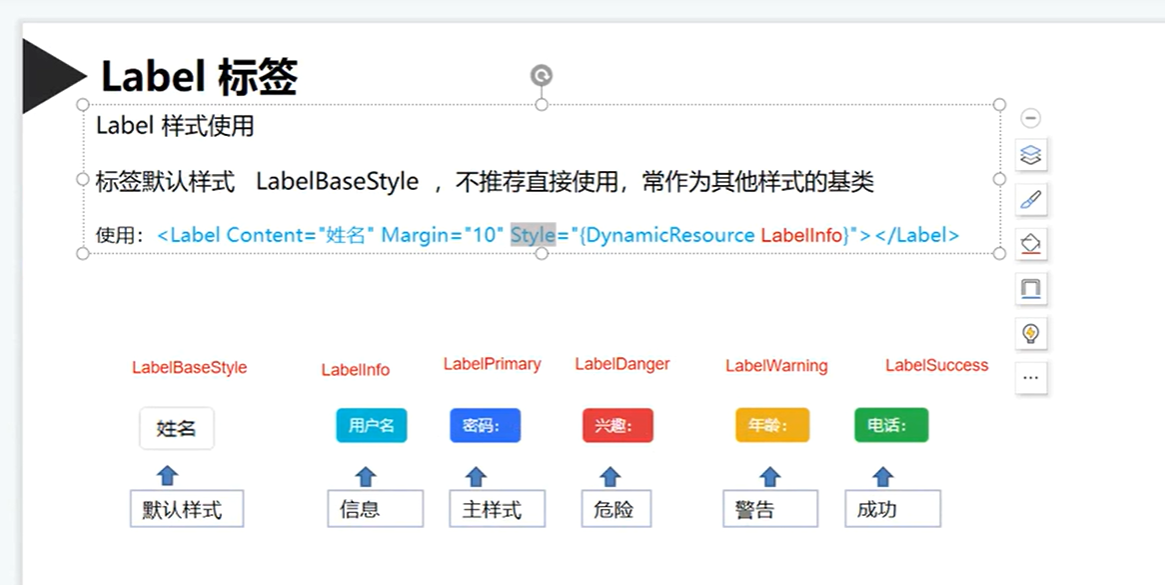 Label 标签
Label 样式使用
标签默认样式 LabelBaseStyle ，不推荐直接使用，常作为其他样式的基类
使用：<Label Content="姓名" Margin="10" Style="{DynamicResource LabelInfo}"></Label>
LabelBaseStyle LabelInfo LabelPrimary LabelDanger LabelWarning LabelSuccess
姓名 用户名 密码： 兴趣： 年龄： 电话：
默认样式 信息 主样式 危险 警告 成功